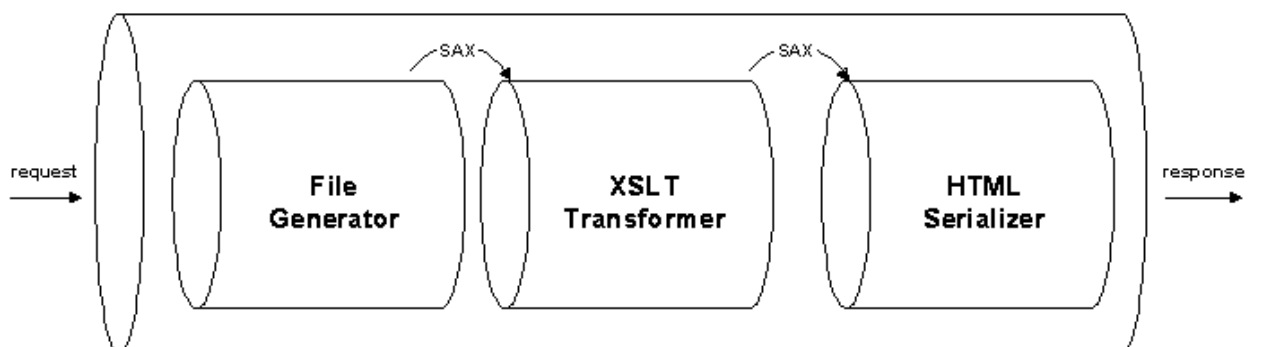 SAX
SAX
request
File
Generator
XSLT
Transformer
HTML
Serializer
response